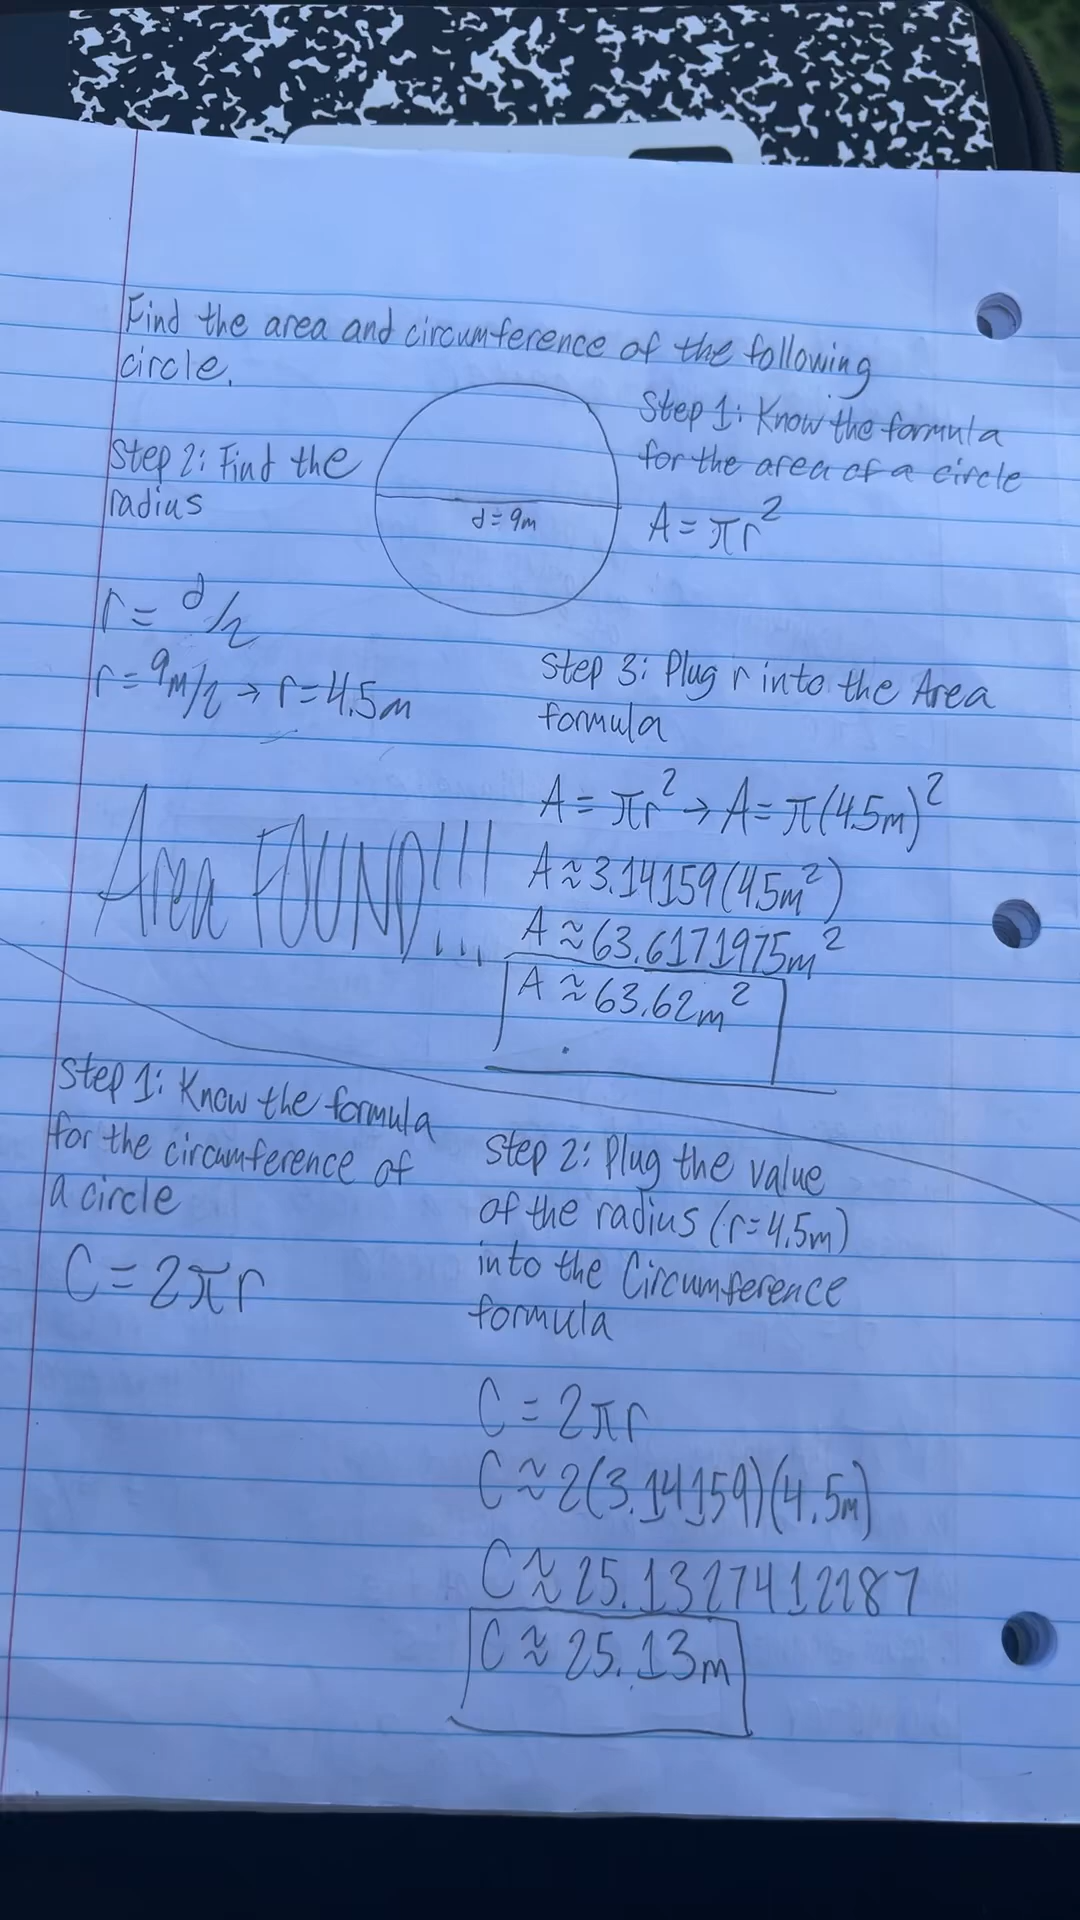 Find the area and circumference of the following
circle.
Step 1: Know the formula
for the area of a circle
A = πr²
d = 9m
Step 2: Find the
radius
r = d/2
r = 9m/2 → r = 4.5m
Step 3: Plug r into the Area
formula
A = πr² → A = π(4.5m)²
A ≈ 3.14159(4.5m²)
A ≈ 63.6171975m²
A ≈ 63.62m²
Area FOUND!!!
Step 1: Know the formula
for the circumference of
a circle
C = 2πr
Step 2: Plug the value
of the radius (r=4.5m)
into the Circumference
formula
C = 2πr
C ≈ 2(3.14159)(4.5m)
C ≈ 25.1327412287
C ≈ 25.13m